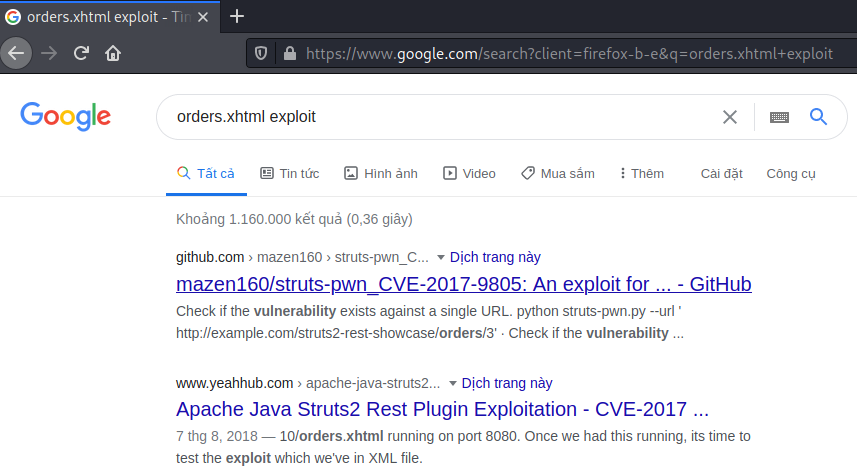 orders.xhtml exploit - Tim
https://www.google.com/search?client=firefox-b-e&q=orders.xhtml+exploit
Google
orders.xhtml exploit
Tất cả Tin tức Hình ảnh Video Mua sắm Thêm Cài đặt Công cụ
Khoảng 1.160.000 kết quả (0,36 giây)
github.com › mazen160 › struts-pwn_C... Dịch trang này
mazen160/struts-pwn_CVE-2017-9805: An exploit for ... - GitHub
Check if the vulnerability exists against a single URL. python struts-pwn.py --url '
http://example.com/struts2-rest-showcase/orders/3' · Check if the vulnerability ...
www.yeahhub.com › apache-java-struts2... Dịch trang này
Apache Java Struts2 Rest Plugin Exploitation - CVE-2017 ...
7 thg 8, 2018 — 10/orders.xhtml running on port 8080. Once we had this running, its time to
test the exploit which we've in XML file.